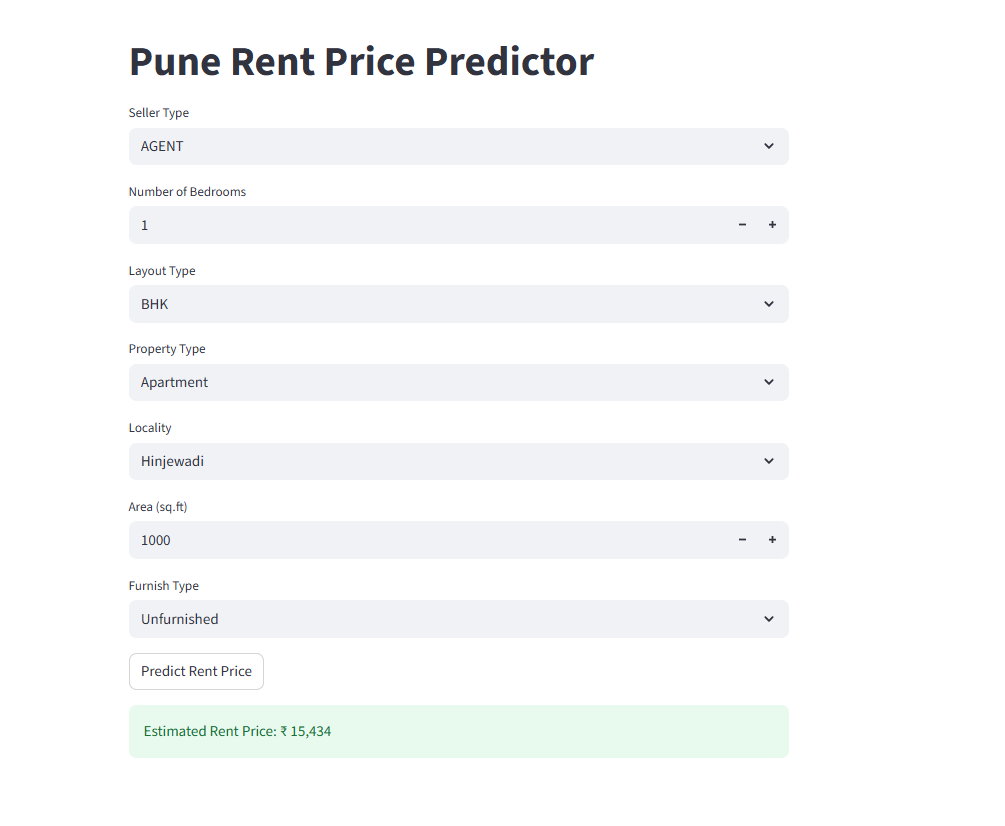 Pune Rent Price Predictor
Seller Type
AGENT
Number of Bedrooms
1
Layout Type
BHK
Property Type
Apartment
Locality
Hinjewadi
Area (sq.ft)
1000
Furnish Type
Unfurnished
Predict Rent Price
Estimated Rent Price: ₹ 15,434